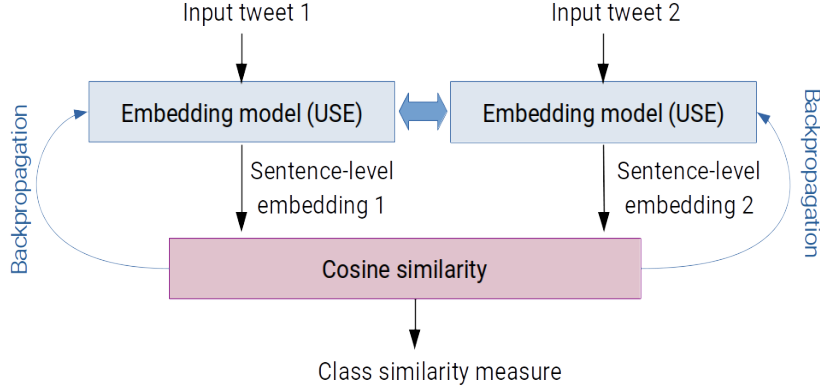 Input tweet 1
Input tweet 2
Embedding model (USE)
Embedding model (USE)
Backpropagation
Backpropagation
Sentence-level
embedding 1
Sentence-level
embedding 2
Cosine similarity
Class similarity measure